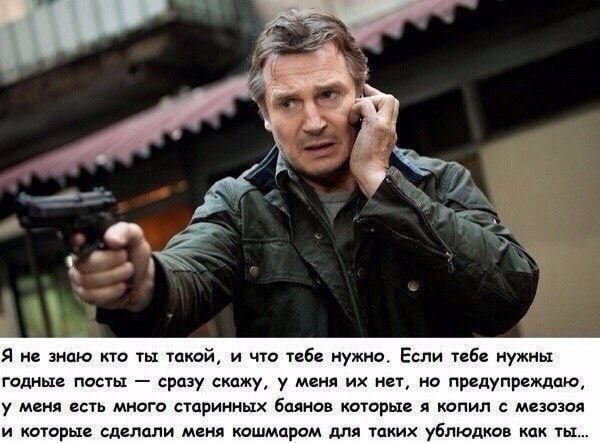 Я не знаю кто ты такой, и что тебе нужно. Если тебе нужны
годные посты — сразу скажу, у меня их нет, но предупреждаю,
у меня есть много старинных баянов которые я копил с мезозоя
и которые сделали меня кошмаром для таких ублюдков как ты...